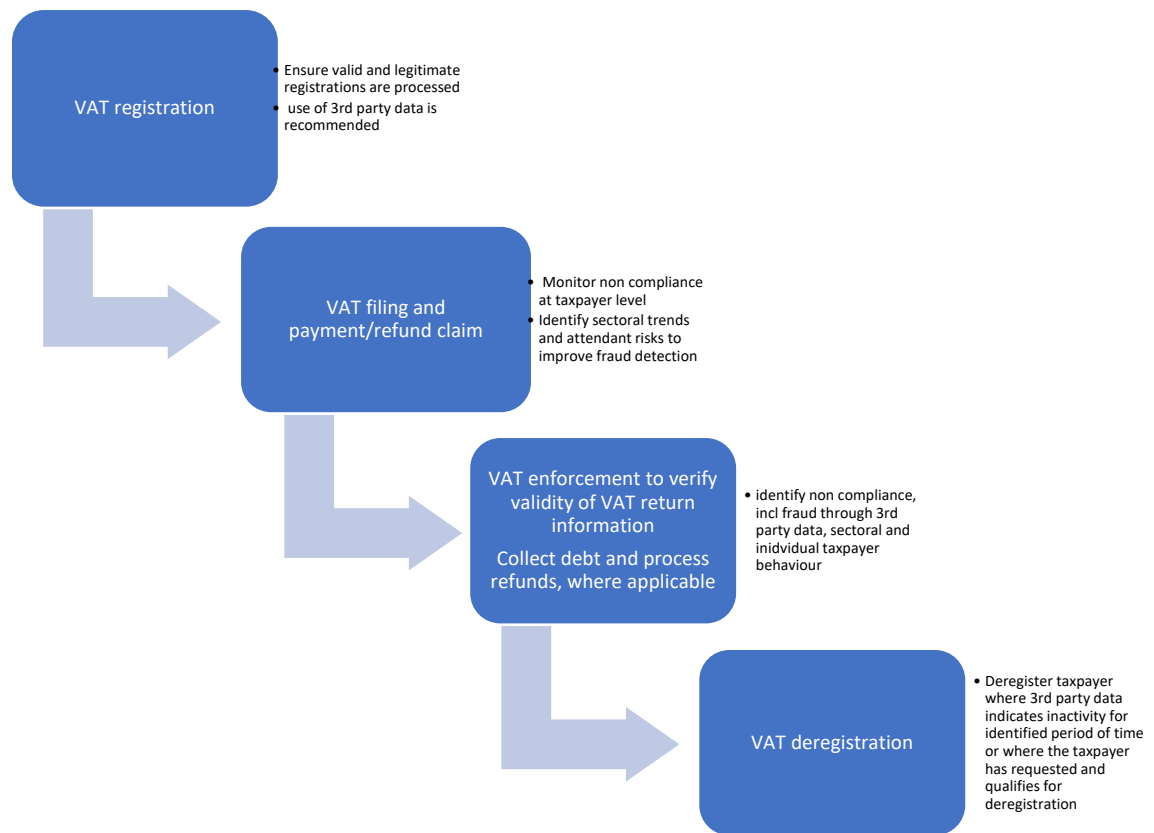 VAT registration
• Ensure valid and legitimate
registrations are processed
• use of 3rd party data is
recommended
VAT filing and
payment/refund claim
• Monitor non compliance
at taxpayer level
• Identify sectoral trends
and attendant risks to
improve fraud detection
VAT enforcement to verify
validity of VAT return
information
Collect debt and process
refunds, where applicable
• identify non compliance,
incl fraud through 3rd
party data, sectoral and
inidvidual taxpayer
behaviour
VAT deregistration
• Deregister taxpayer
where 3rd party data
indicates inactivity for
identified period of time
or where the taxpayer
has requested and
qualifies for
deregistration